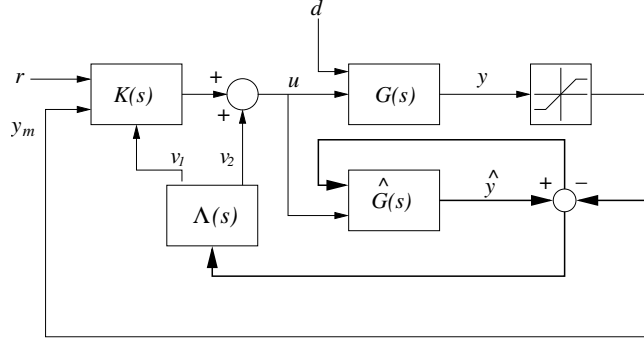 d
r
K(s)
+
+
u
G(s)
y
y_m
v_1
v_2
Λ(s)
^
G(s)
^
y
+
−